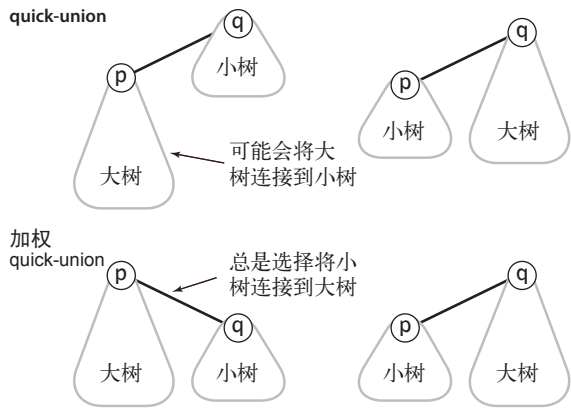 quick-union
q
小树
p
大树
可能会将大
树连接到小树
q
p
小树
大树
加权
quick-union
p
大树
总是选择将小
树连接到大树
q
小树
q
p
小树
大树